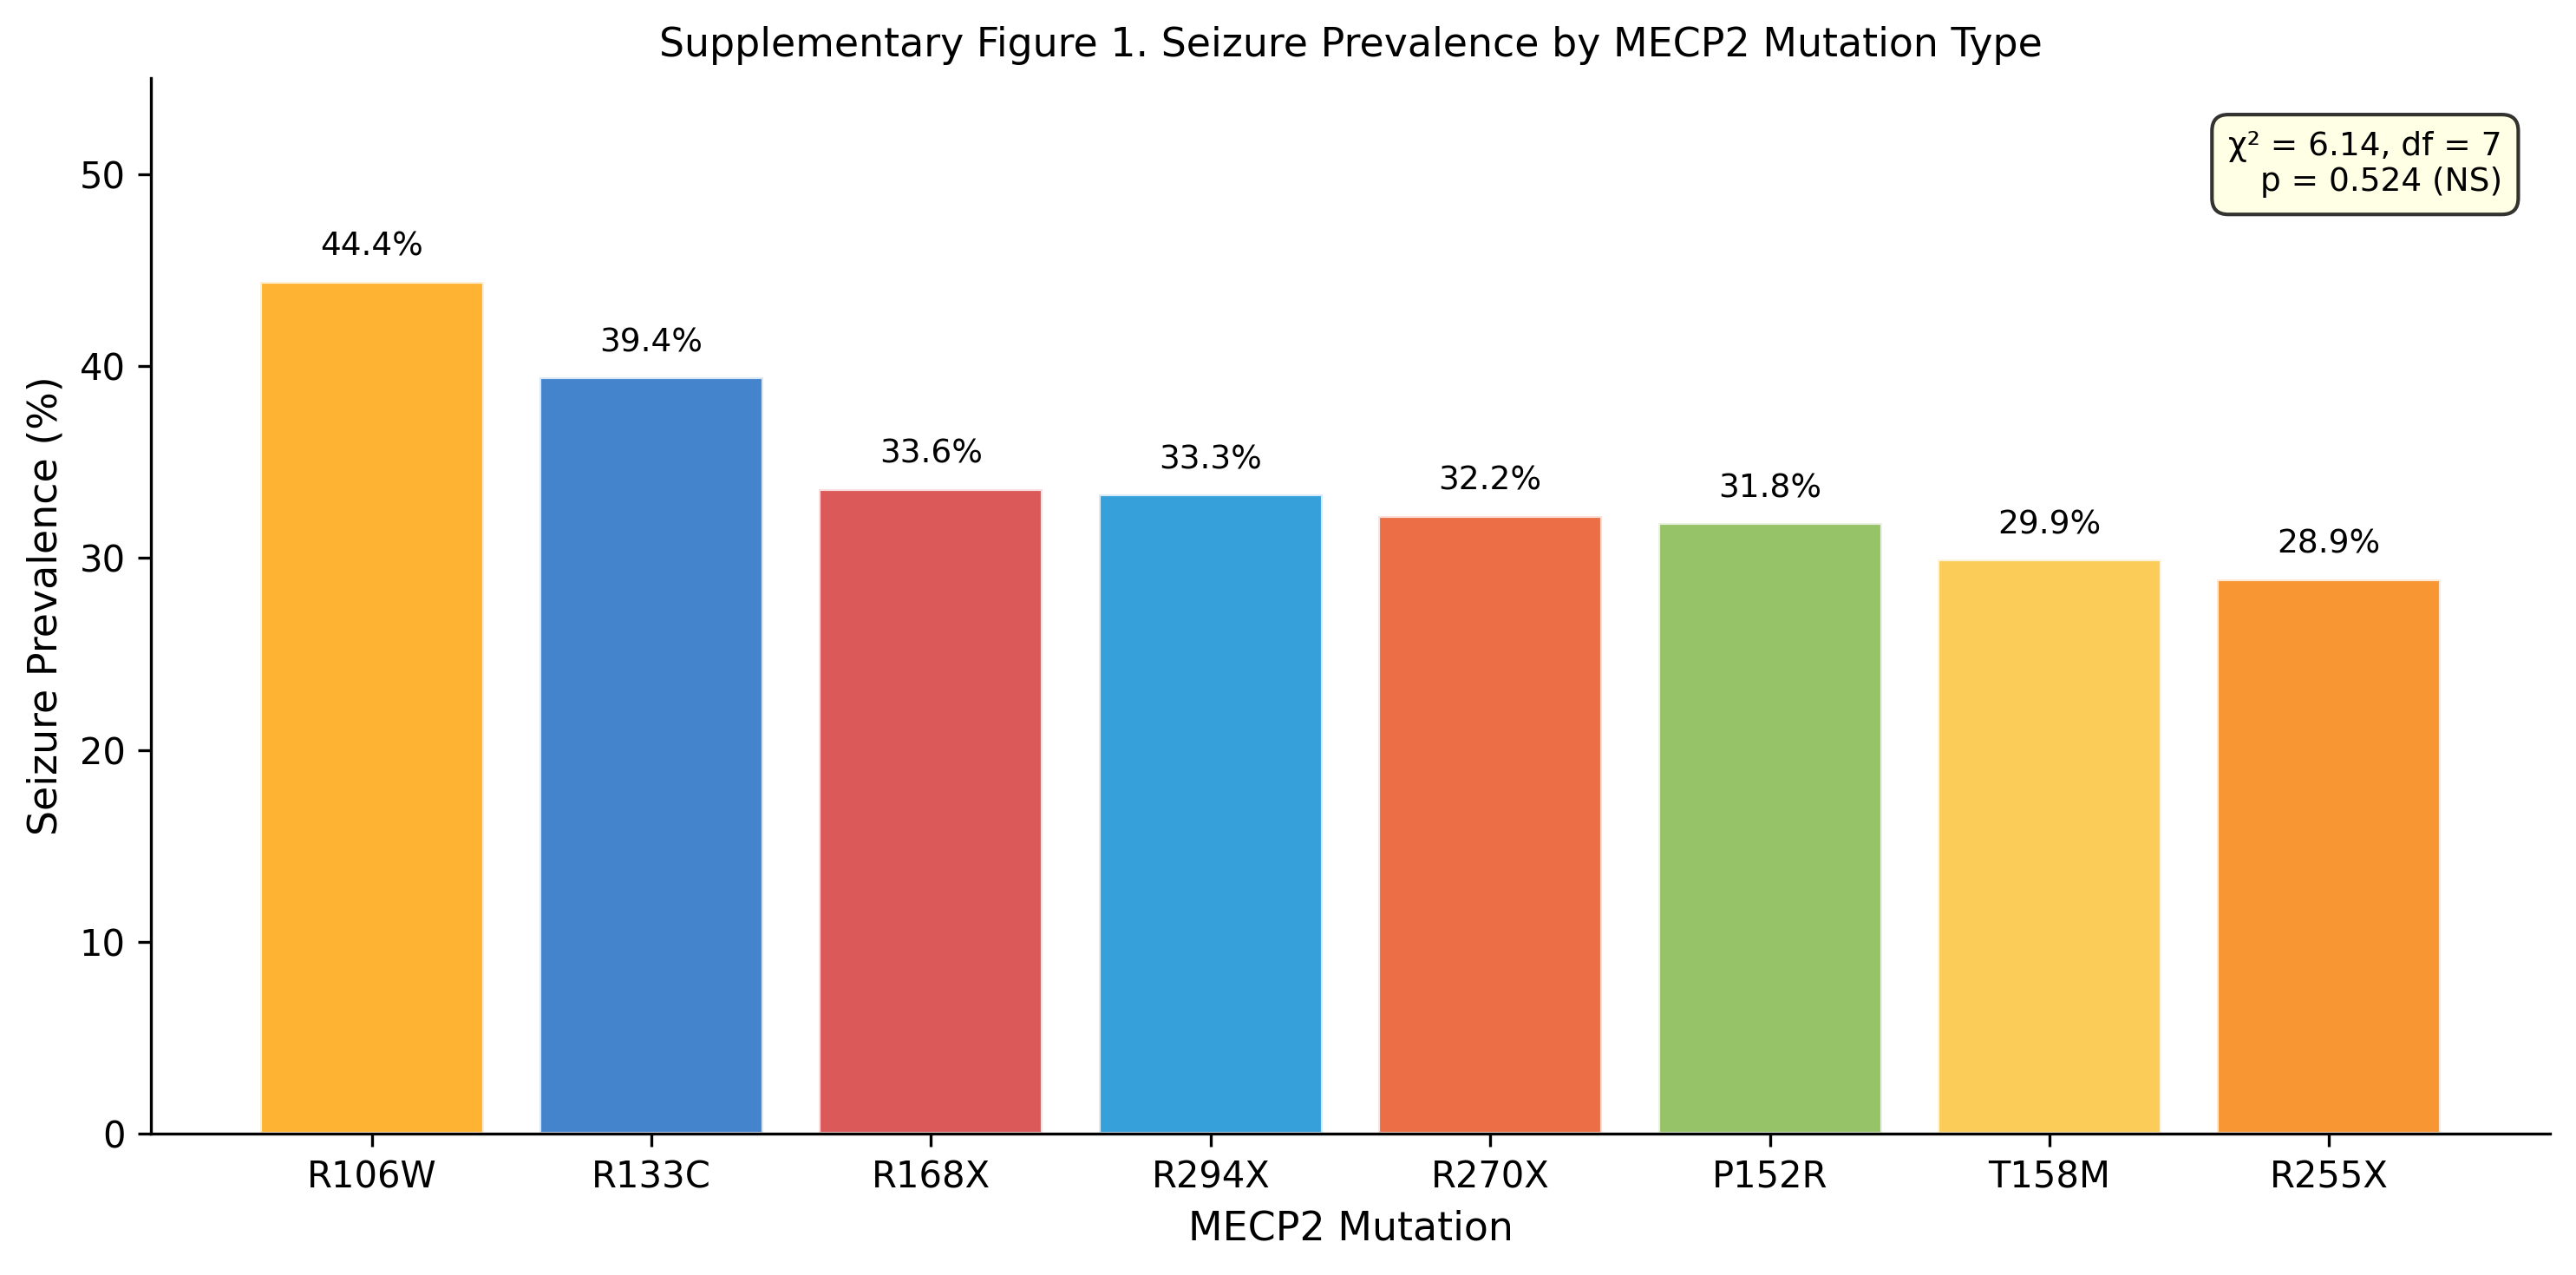 Supplementary Figure 1. Seizure Prevalence by MECP2 Mutation Type
χ² = 6.14, df = 7
p = 0.524 (NS)
Seizure Prevalence (%)
50
40
30
20
10
0
44.4%
39.4%
33.6%
33.3%
32.2%
31.8%
29.9%
28.9%
R106W
R133C
R168X
R294X
R270X
P152R
T158M
R255X
MECP2 Mutation